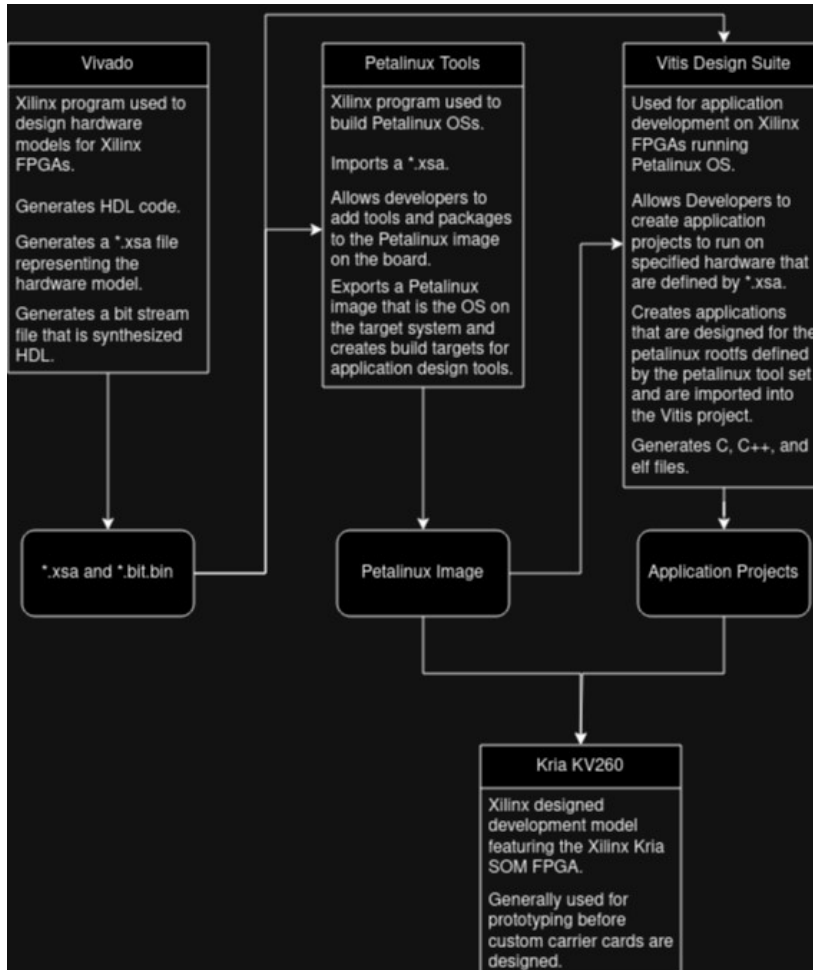 Vivado
Xilinx program used to
design hardware
models for Xilinx
FPGAs.
Generates HDL code.
Generates a *.xsa file
representing the
hardware model.
Generates a bit stream
file that is synthesized
HDL.
Petalinux Tools
Xilinx program used to
build Petalinux OSs.
Imports a *.xsa.
Allows developers to
add tools and packages
to the Petalinux image
on the board.
Exports a Petalinux
image that is the OS on
the target system and
creates build targets for
application design tools.
Vitis Design Suite
Used for application
development on Xilinx
FPGAs running
Petalinux OS.
Allows Developers to
create application
projects to run on
specified hardware that
are defined by *.xsa.
Creates applications
that are designed for the
petalinux rootfs defined
by the petalinux tool set
and are imported into
the Vitis project.
Generates C, C++, and
elf files.
*.xsa and *.bit.bin
Petalinux Image
Application Projects
Kria KV260
Xilinx designed
development model
featuring the Xilinx Kria
SOM FPGA.
Generally used for
prototyping before
custom carrier cards are
designed.